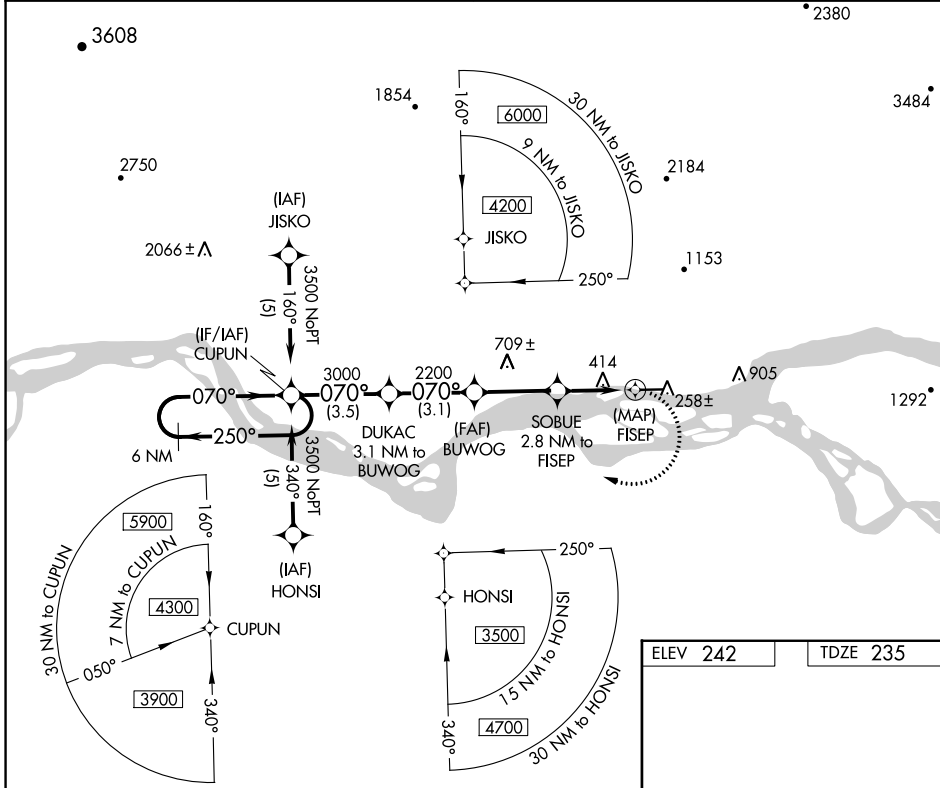 2380
3608
3484
1854
160°
6000
30 NM to JISKO
9 NM to JISKO
2750
2184
(IAF)
JISKO
4200
JISKO
2066 ±
3500 NoPT
160°
(5)
1153
250°
(IF/IAF)
CUPUN
709 ±
414
905
3000
2200
070°
070°
070°
(3.5)
(3.1)
258±
1292
(MAP)
FISEP
SOBUE
2.8 NM to
FISEP
(FAF)
BUWOG
DUKAC
3.1 NM to
BUWOG
250°
6 NM
3500 NoPT
340°
(5)
(IAF)
HONSI
5900
160°
30 NM to CUPUN
7 NM to CUPUN
4300
CUPUN
050°
3900
340°
250°
HONSI
3500
15 NM to HONSI
340°
4700
30 NM to HONSI
ELEV 242
TDZE 235